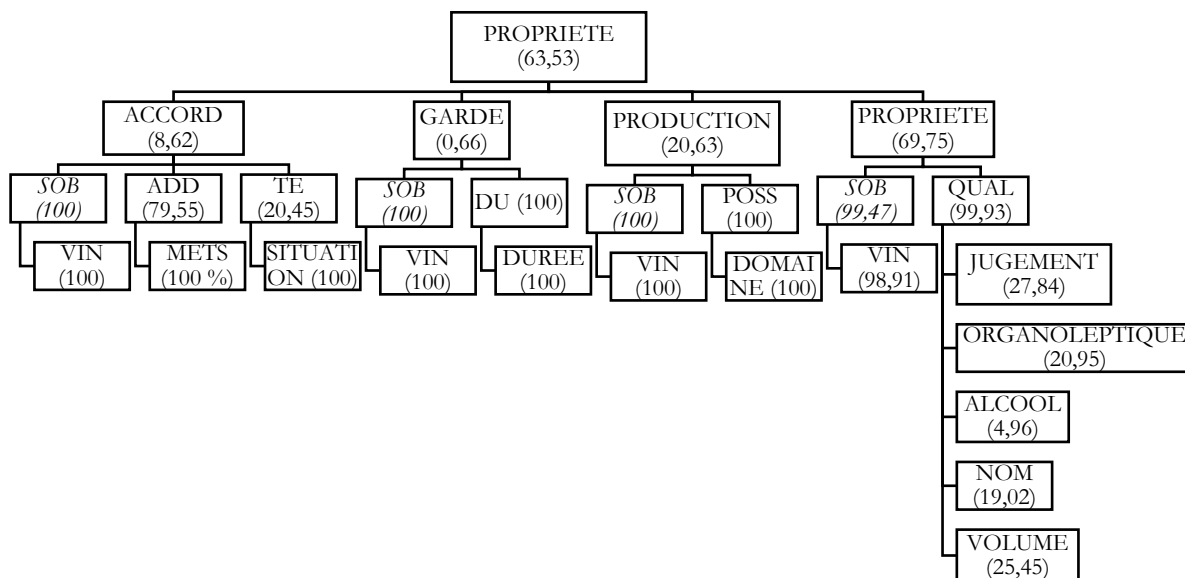 PROPRIETE
(63,53)
ACCORD
(8,62)
GARDE
(0,66)
PRODUCTION
(20,63)
PROPRIETE
(69,75)
SOB
(100)
ADD
(79,55)
TE
(20,45)
SOB
(100)
DU (100)
SOB
(100)
POSS
(100)
SOB
(99,47)
QUAL
(99,93)
VIN
(100)
METS
(100 %)
SITUATI
ON (100)
VIN
(100)
DUREE
(100)
VIN
(100)
DOMAI
NE (100)
VIN
(98,91)
JUGEMENT
(27,84)
ORGANOLEPTIQUE
(20,95)
ALCOOL
(4,96)
NOM
(19,02)
VOLUME
(25,45)